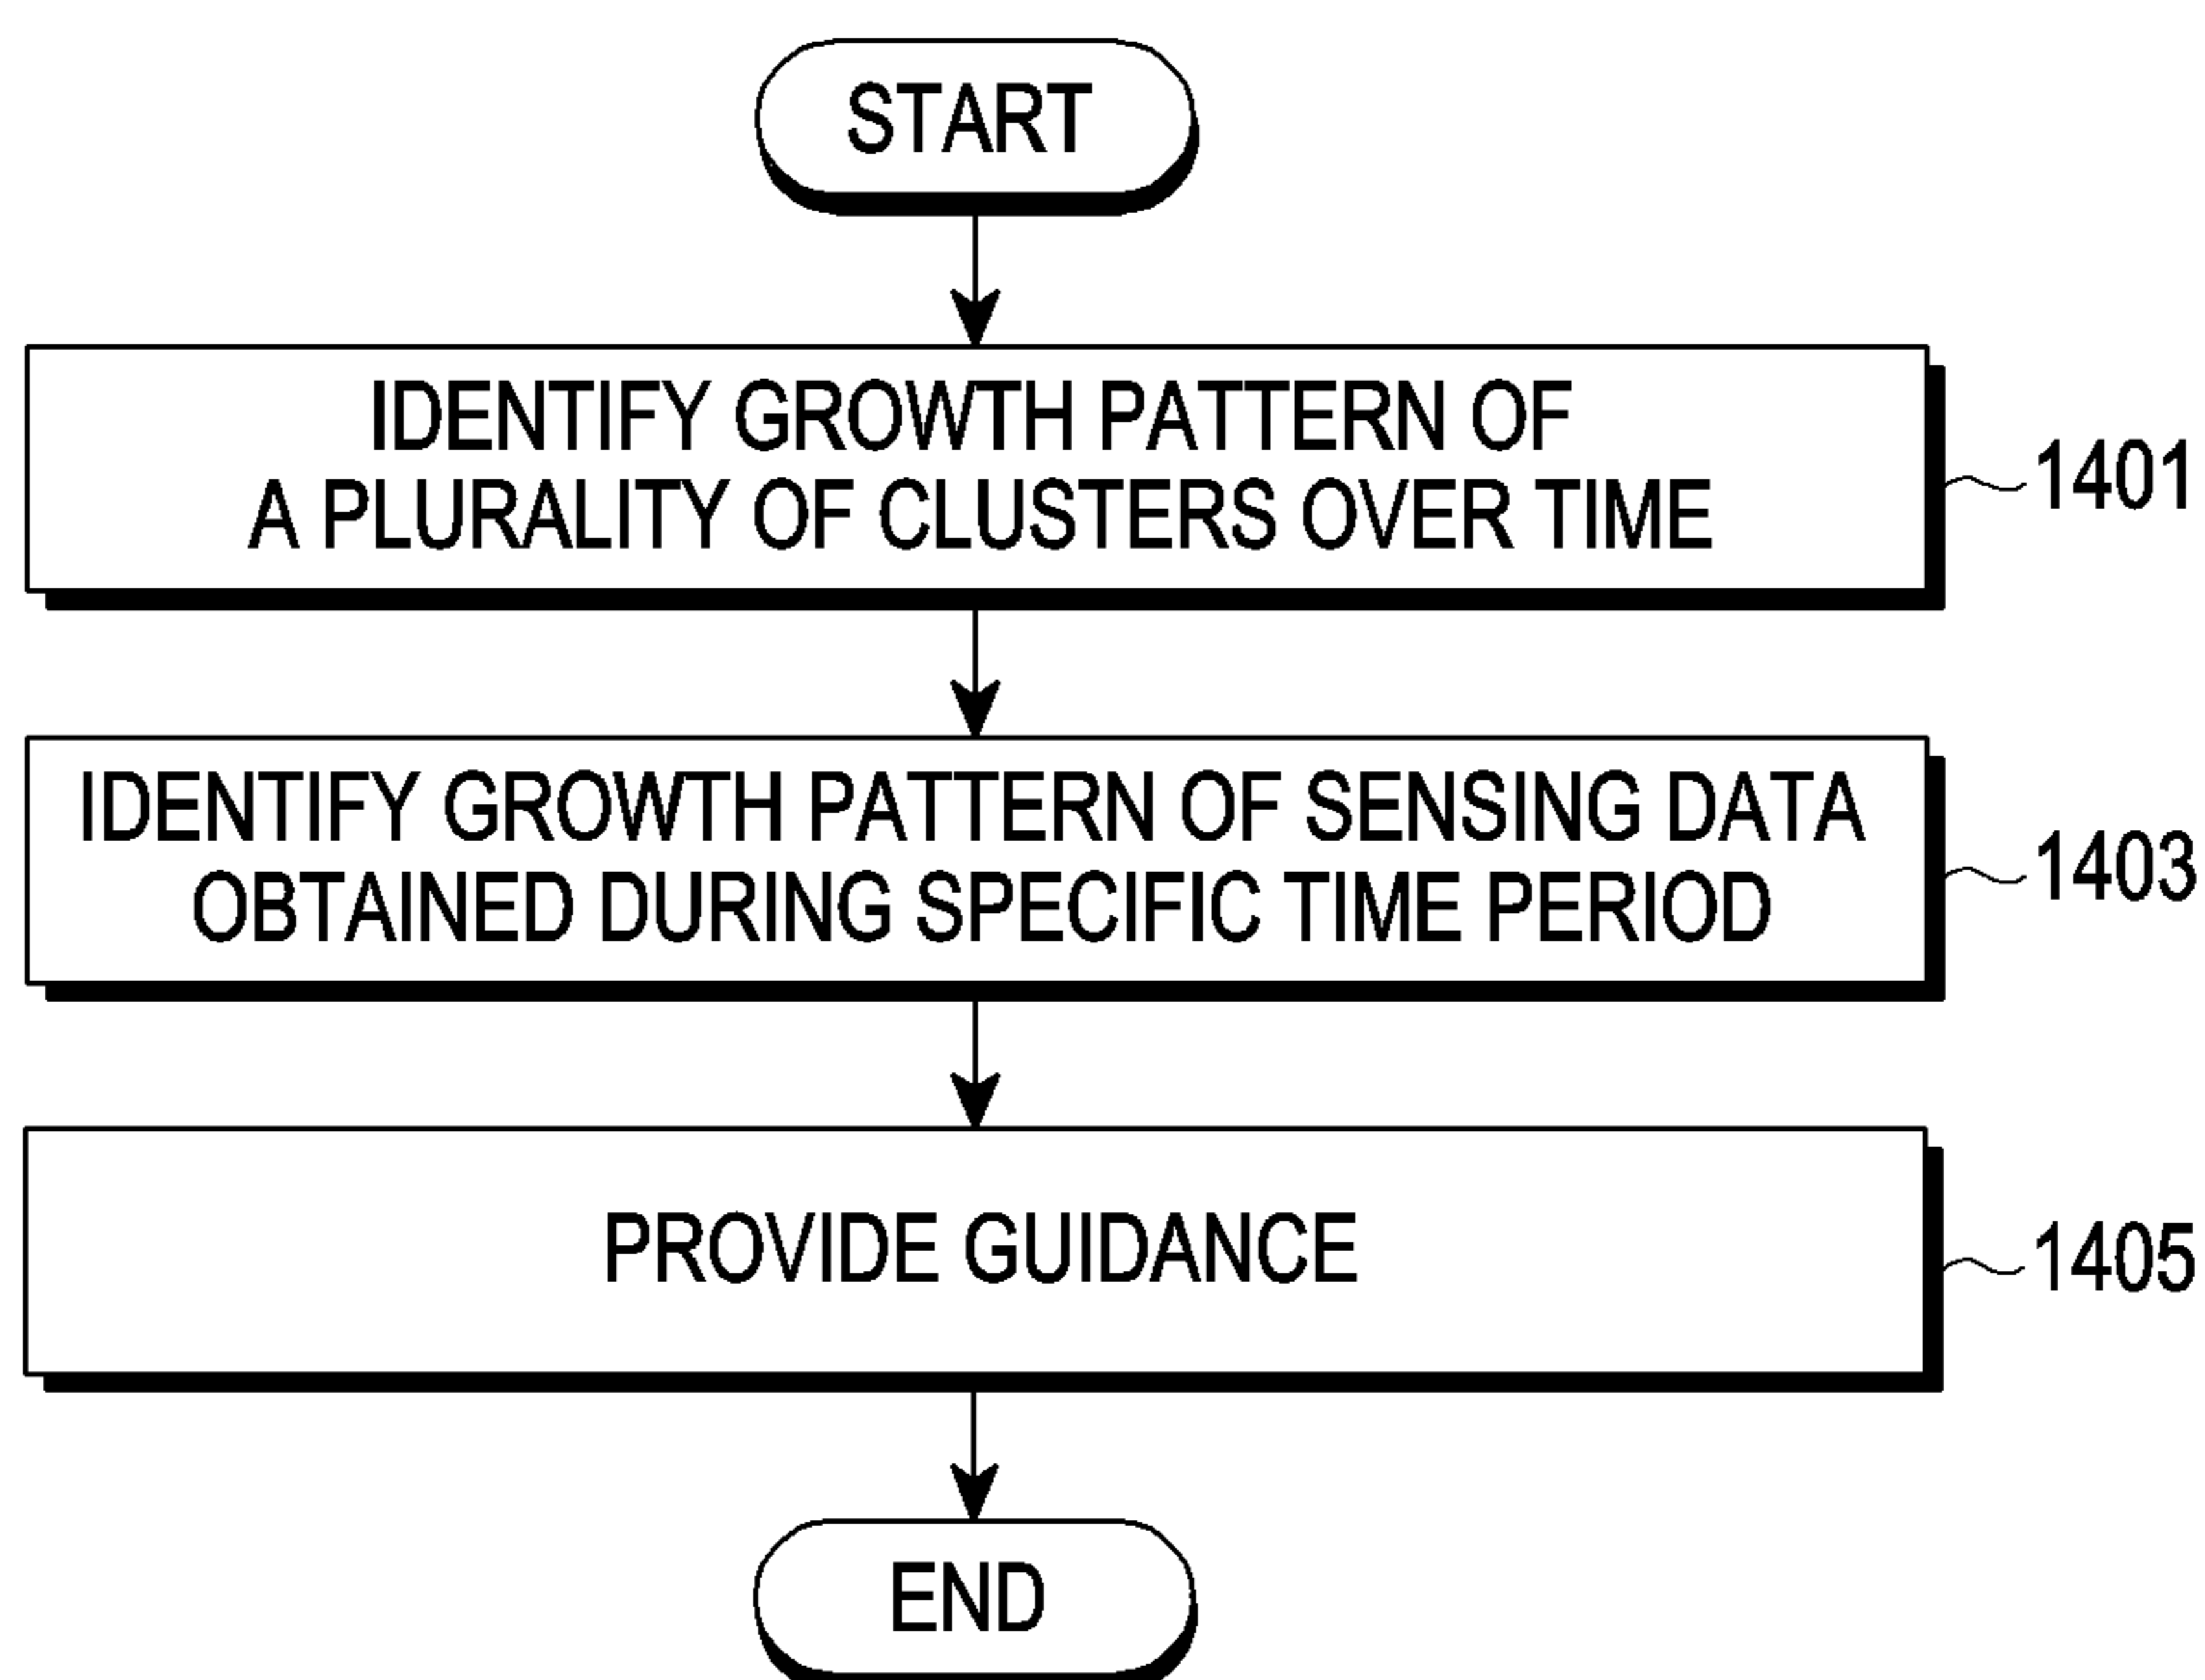 START
IDENTIFY GROWTH PATTERN OF
A PLURALITY OF CLUSTERS OVER TIME
1401
IDENTIFY GROWTH PATTERN OF SENSING DATA
OBTAINED DURING SPECIFIC TIME PERIOD
1403
PROVIDE GUIDANCE
1405
END